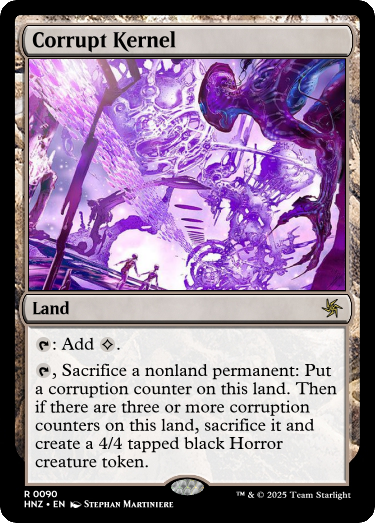 Corrupt Kernel
Land
: Add .
, Sacrifice a nonland permanent: Put
a corruption counter on this land. Then
if there are three or more corruption
counters on this land, sacrifice it and
create a 4/4 tapped black Horror
creature token.
R 0090
HNZ • EN Stephan Martiniere
™ & © 2025 Team Starlight